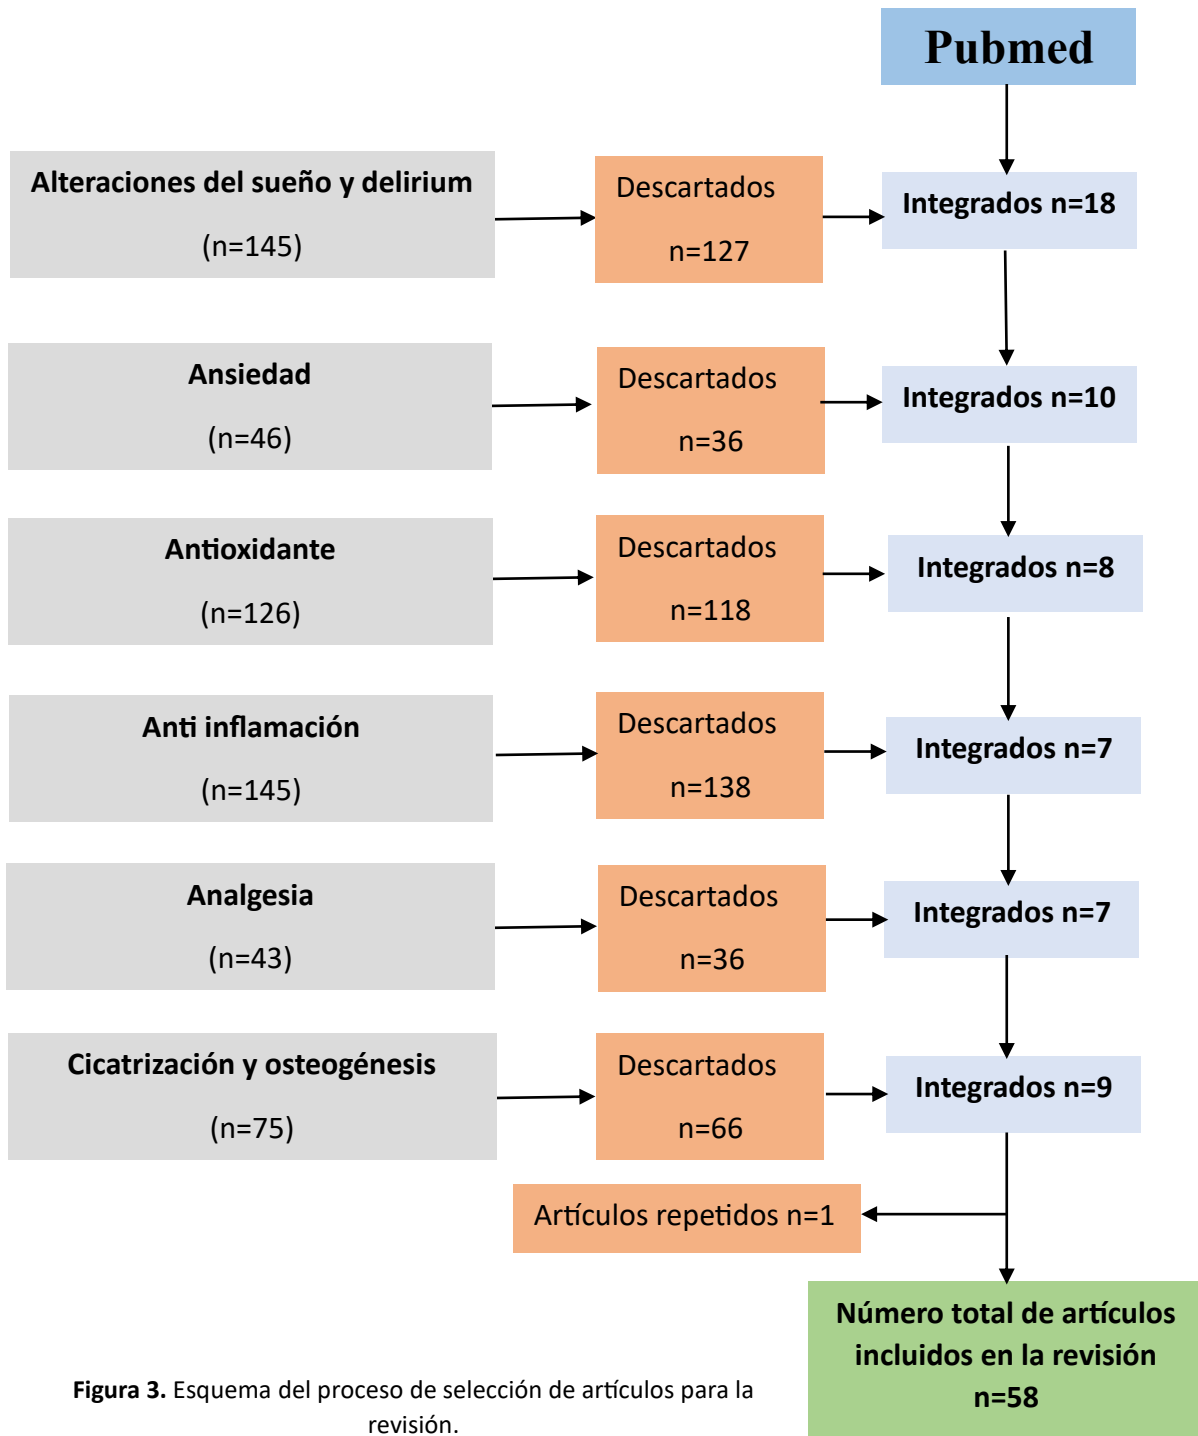 Pubmed
Alteraciones del sueño y delirium
(n=145)
Descartados
n=127
Integrados n=18
Ansiedad
(n=46)
Descartados
n=36
Integrados n=10
Antioxidante
(n=126)
Descartados
n=118
Integrados n=8
Anti inflamación
(n=145)
Descartados
n=138
Integrados n=7
Analgesia
(n=43)
Descartados
n=36
Integrados n=7
Cicatrización y osteogénesis
(n=75)
Descartados
n=66
Integrados n=9
Artículos repetidos n=1
Número total de artículos
incluidos en la revisión
n=58
Figura 3. Esquema del proceso de selección de artículos para la
revisión.